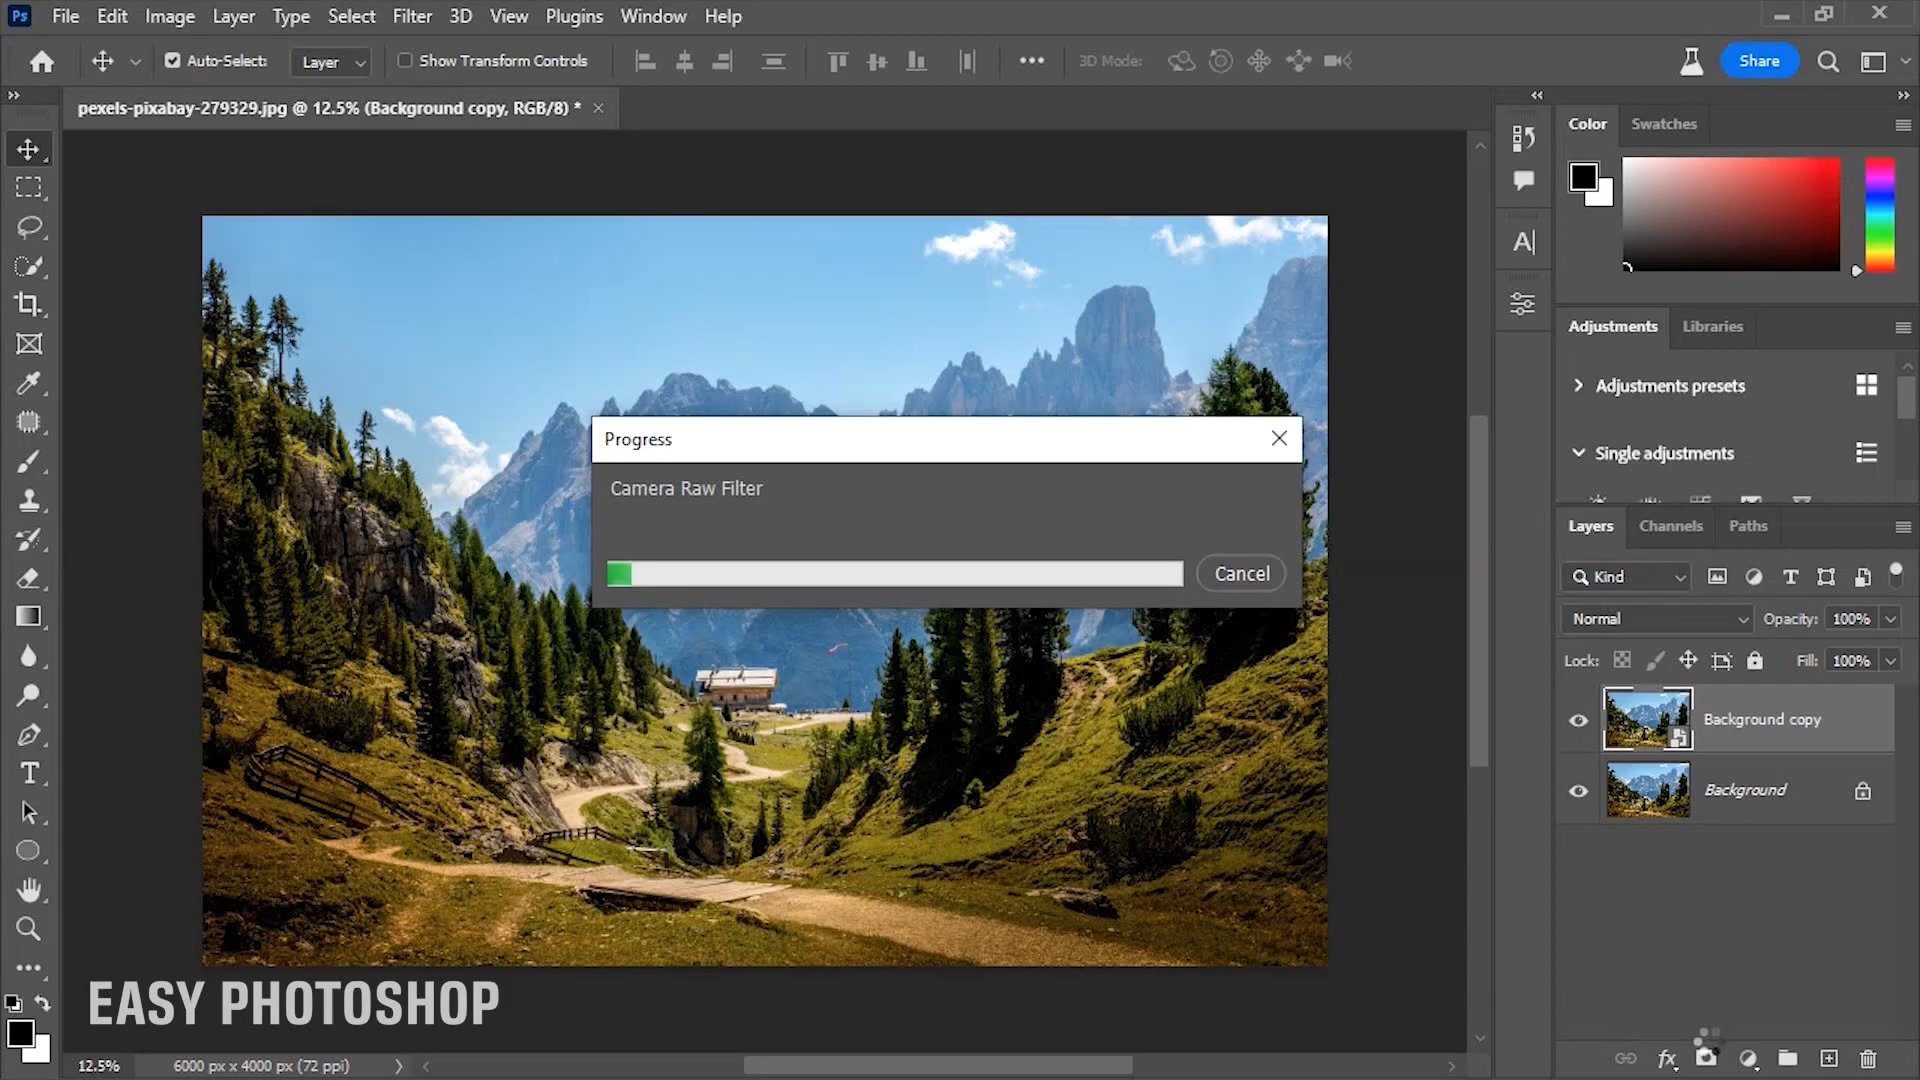 Ps File Edit Image Layer Type Select Filter 3D View Plugins Window Help
Auto-Select: Layer Show Transform Controls 3D Mode: Share
pexels-pixabay-279329.jpg @ 12.5% (Background copy, RGB/8) *
Color Swatches
Adjustments Libraries
Adjustments presets
Single adjustments
Progress
Camera Raw Filter
Cancel
Layers Channels Paths
Kind
Normal Opacity: 100%
Lock: Fill: 100%
Background copy
Background
EASY PHOTOSHOP
12.5% 6000 px x 4000 px (72 ppi)
fx